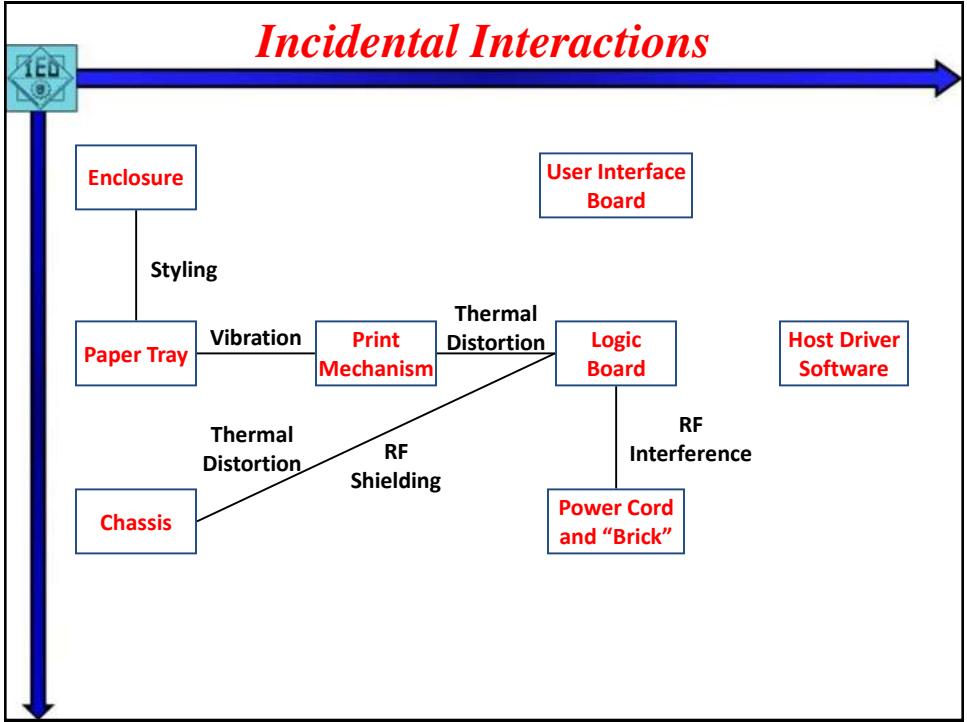 Incidental Interactions
IED
Enclosure
User Interface
Board
Styling
Paper Tray
Vibration
Print
Mechanism
Thermal
Distortion
Logic
Board
Host Driver
Software
Thermal
Distortion
RF
Shielding
RF
Interference
Chassis
Power Cord
and “Brick”